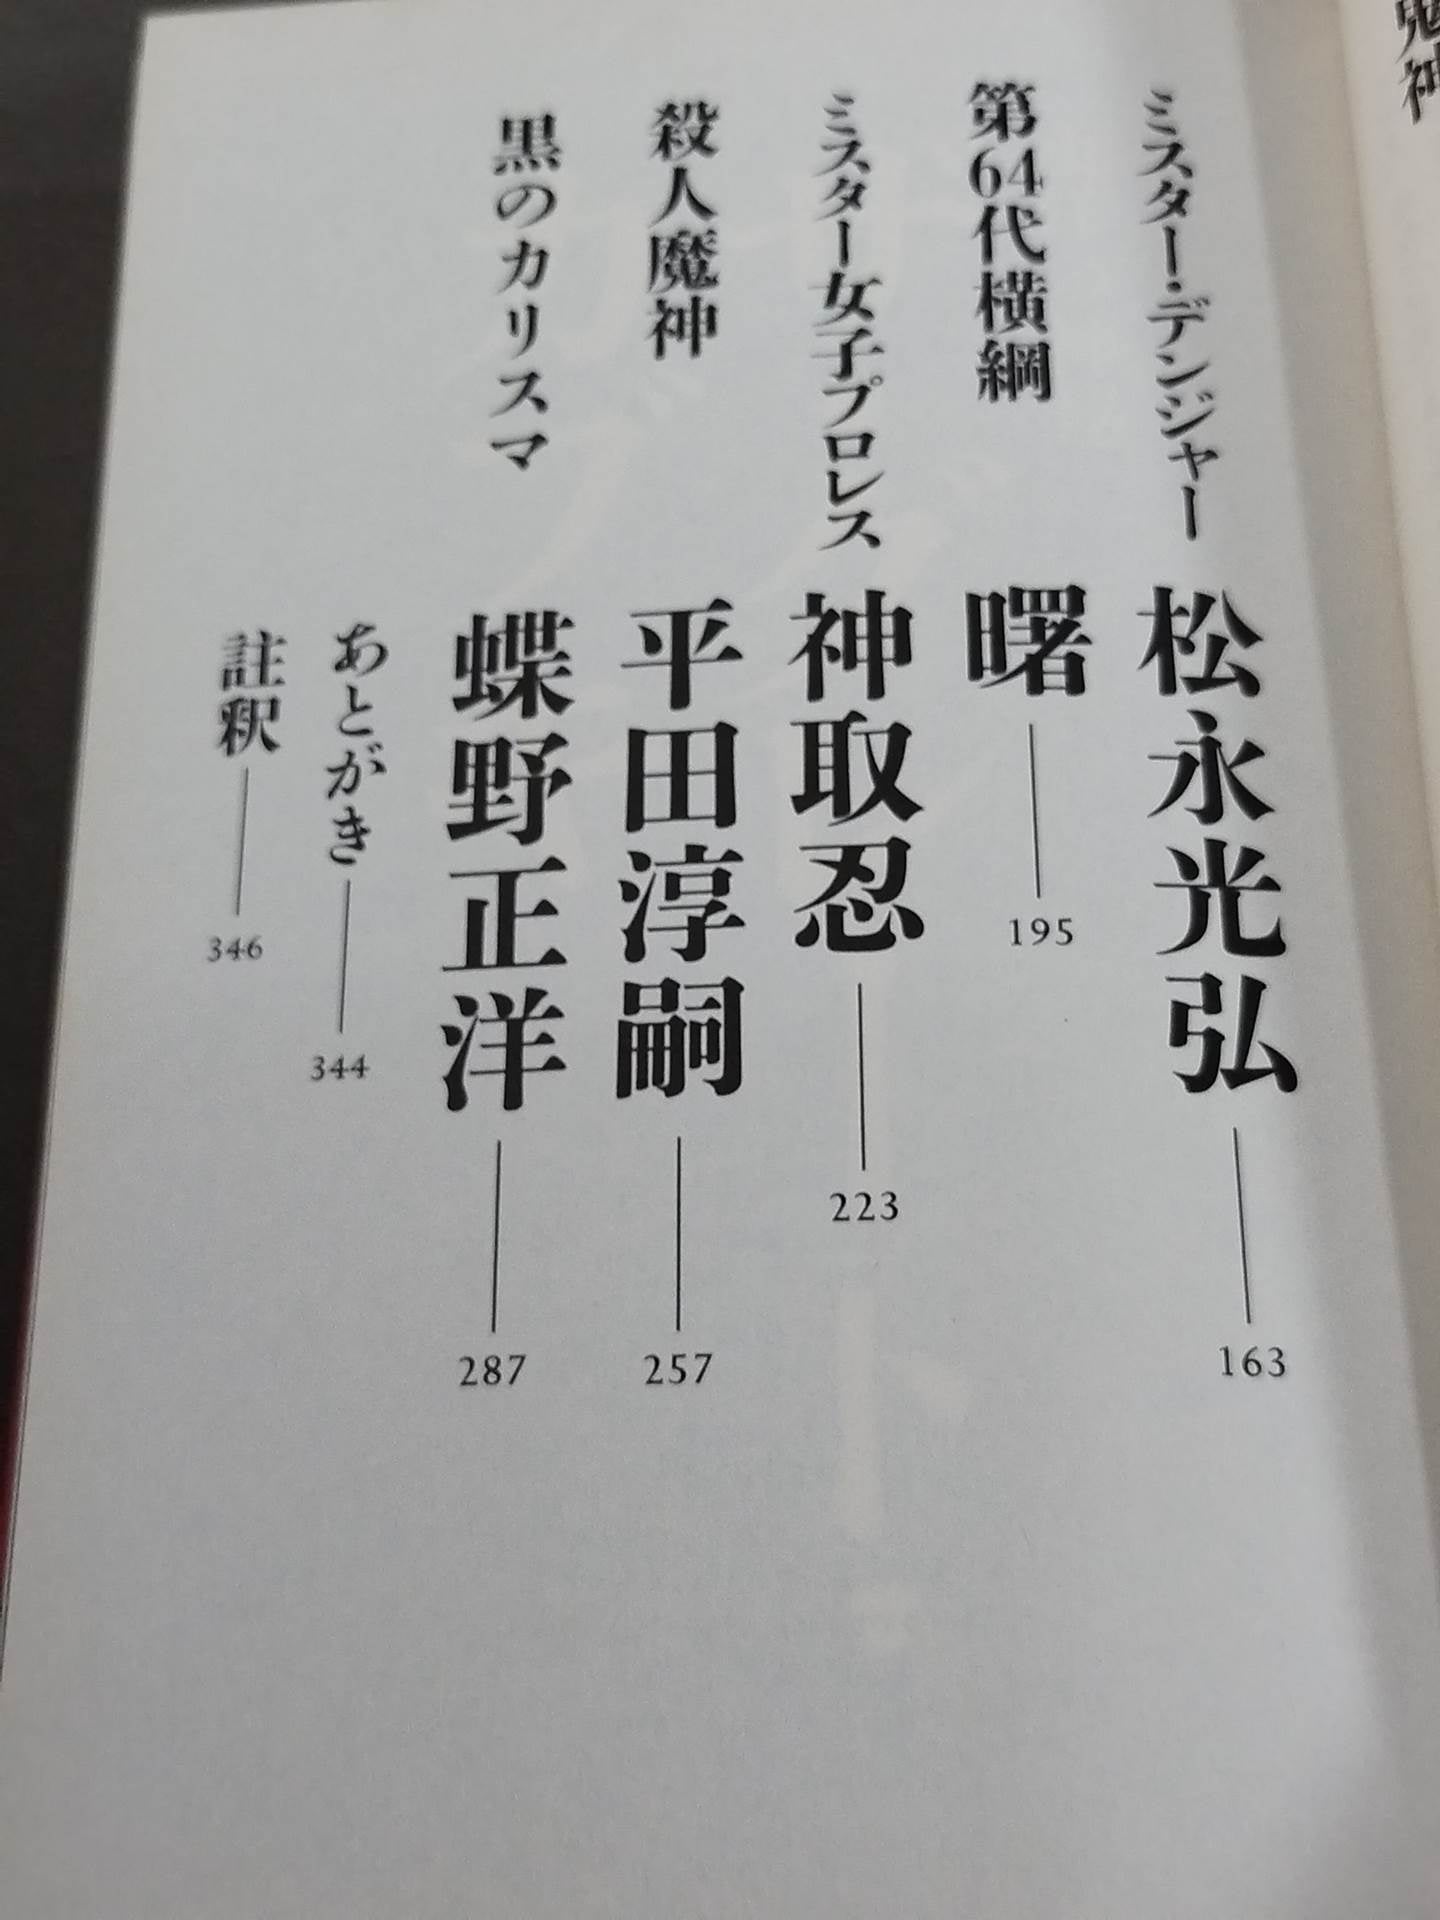 鬼神
ミスター・デンジャー 松永光弘 163
第64代横綱 曙 195
ミスター女子プロレス 神取忍 223
殺人魔神 平田淳嗣 257
黒のカリスマ 蝶野正洋 287
あとがき 344
註釈 346